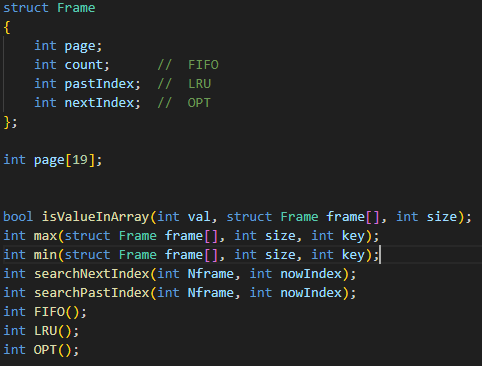 struct Frame
{
    int page;
    int count;       //  FIFO
    int pastIndex;  //  LRU
    int nextIndex;  //  OPT
};

int page[19];


bool isValueInArray(int val, struct Frame frame[], int size);
int max(struct Frame frame[], int size, int key);
int min(struct Frame frame[], int size, int key);
int searchNextIndex(int Nframe, int nowIndex);
int searchPastIndex(int Nframe, int nowIndex);
int FIFO();
int LRU();
int OPT();